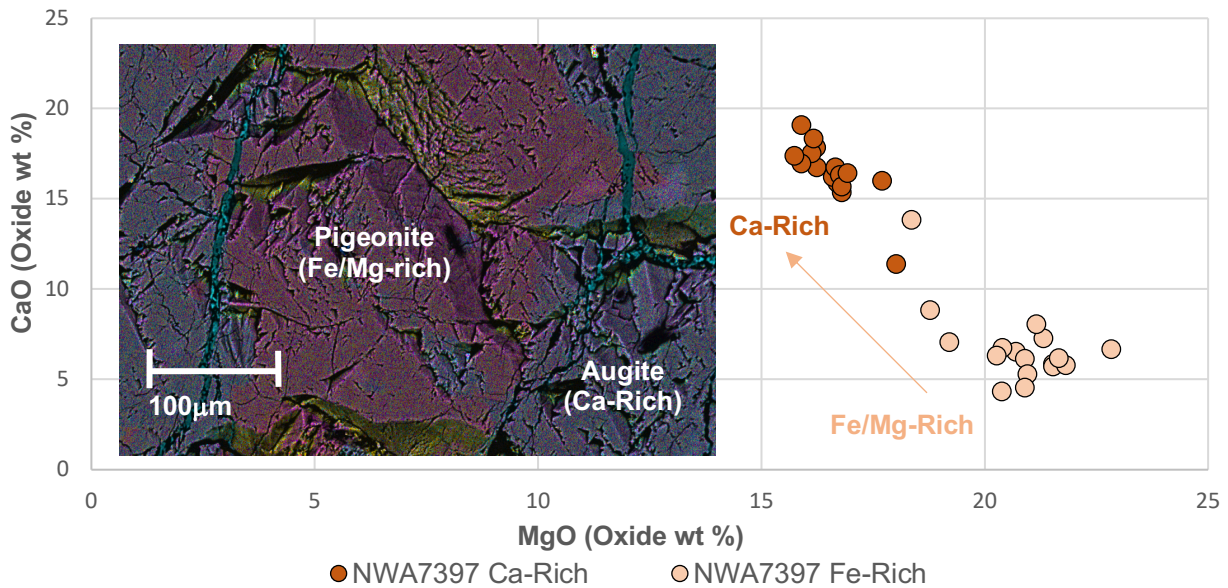 25
20
15
10
5
0
CaO (Oxide wt %)
Pigeonite
(Fe/Mg-rich)
100μm
Augite
(Ca-Rich)
Ca-Rich
Fe/Mg-Rich
0
5
10
15
20
25
MgO (Oxide wt %)
NWA7397 Ca-Rich
NWA7397 Fe-Rich